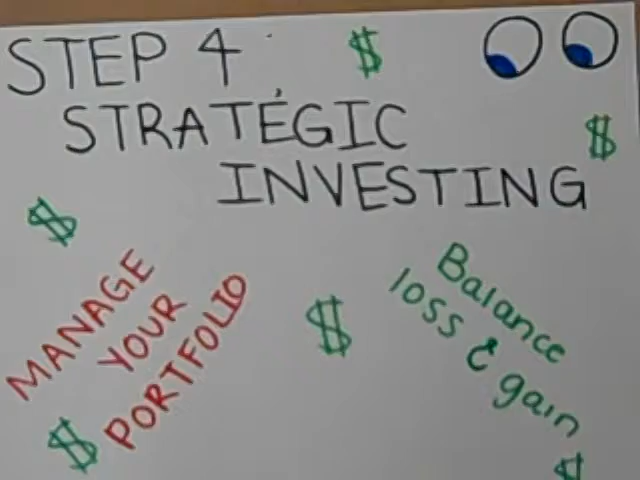 STEP 4
$
STRATÉGIC
$
INVESTING
$
MANAGE
YOUR
PORTFOLIO
$
Balance
loss & gain
$
$